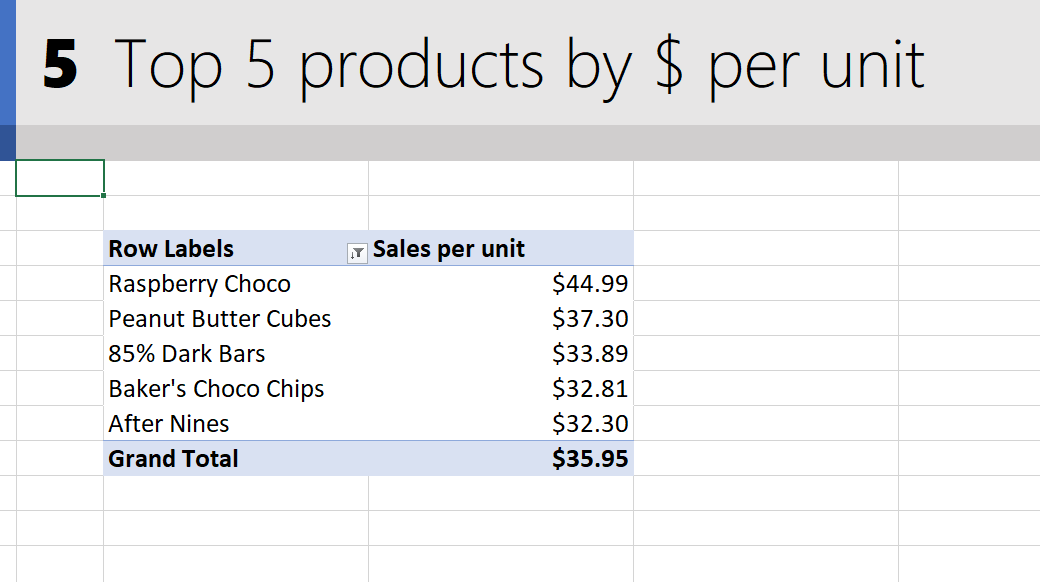 5 Top 5 products by $ per unit
Row Labels Sales per unit
Raspberry Choco $44.99
Peanut Butter Cubes $37.30
85% Dark Bars $33.89
Baker's Choco Chips $32.81
After Nines $32.30
Grand Total $35.95